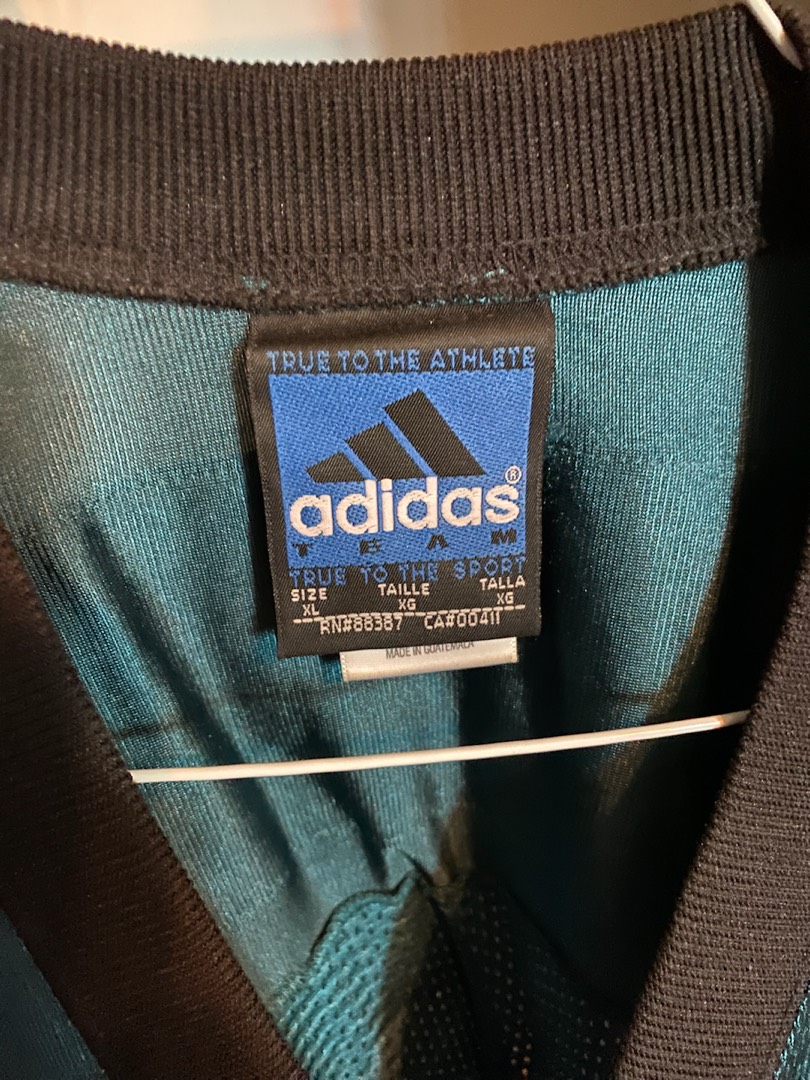 TRUE TO THE ATHLETE
adidas®
TEAM
TRUE TO THE SPORT
SIZE TAILLE TALLA
XL XG XG
RN#88387 CA#00411
MADE IN GUATEMALA